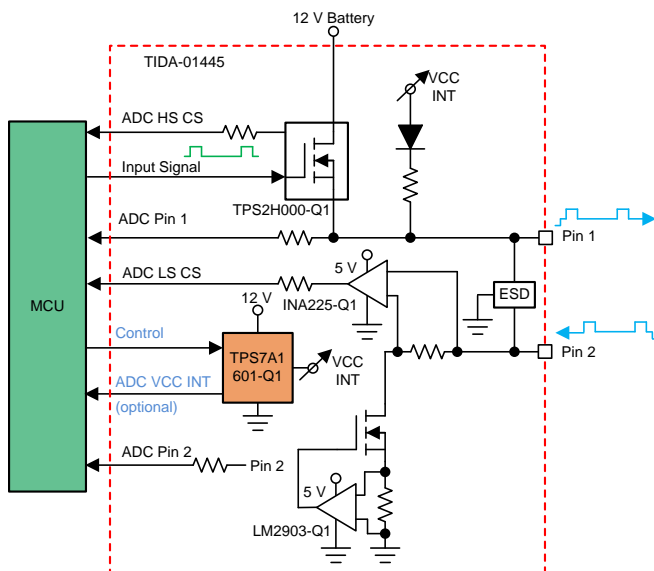 12 V Battery
TIDA-01445
VCC
INT
ADC HS CS
Input Signal
TPS2H000-Q1
ADC Pin 1
Pin 1
5 V
ADC LS CS
INA225-Q1
ESD
MCU
12 V
Control
TPS7A1
601-Q1
VCC
INT
Pin 2
ADC VCC INT
(optional)
ADC Pin 2
Pin 2
5 V
LM2903-Q1